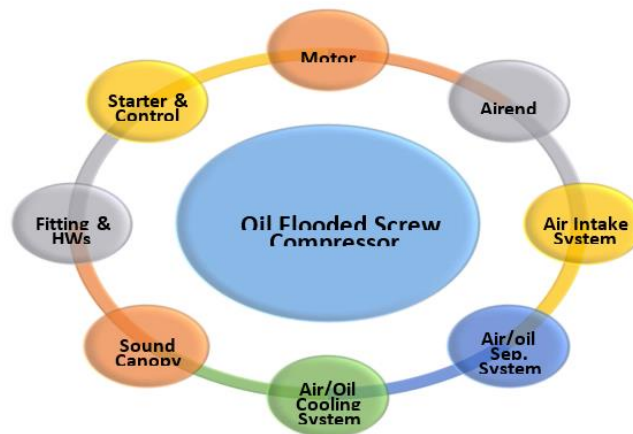 Motor
Starter &
Control
Airend
Oil Flooded Screw
Compressor
Fitting &
HWs
Air Intake
System
Sound
Canopy
Air/oil
Sep.
System
Air/Oil
Cooling
System